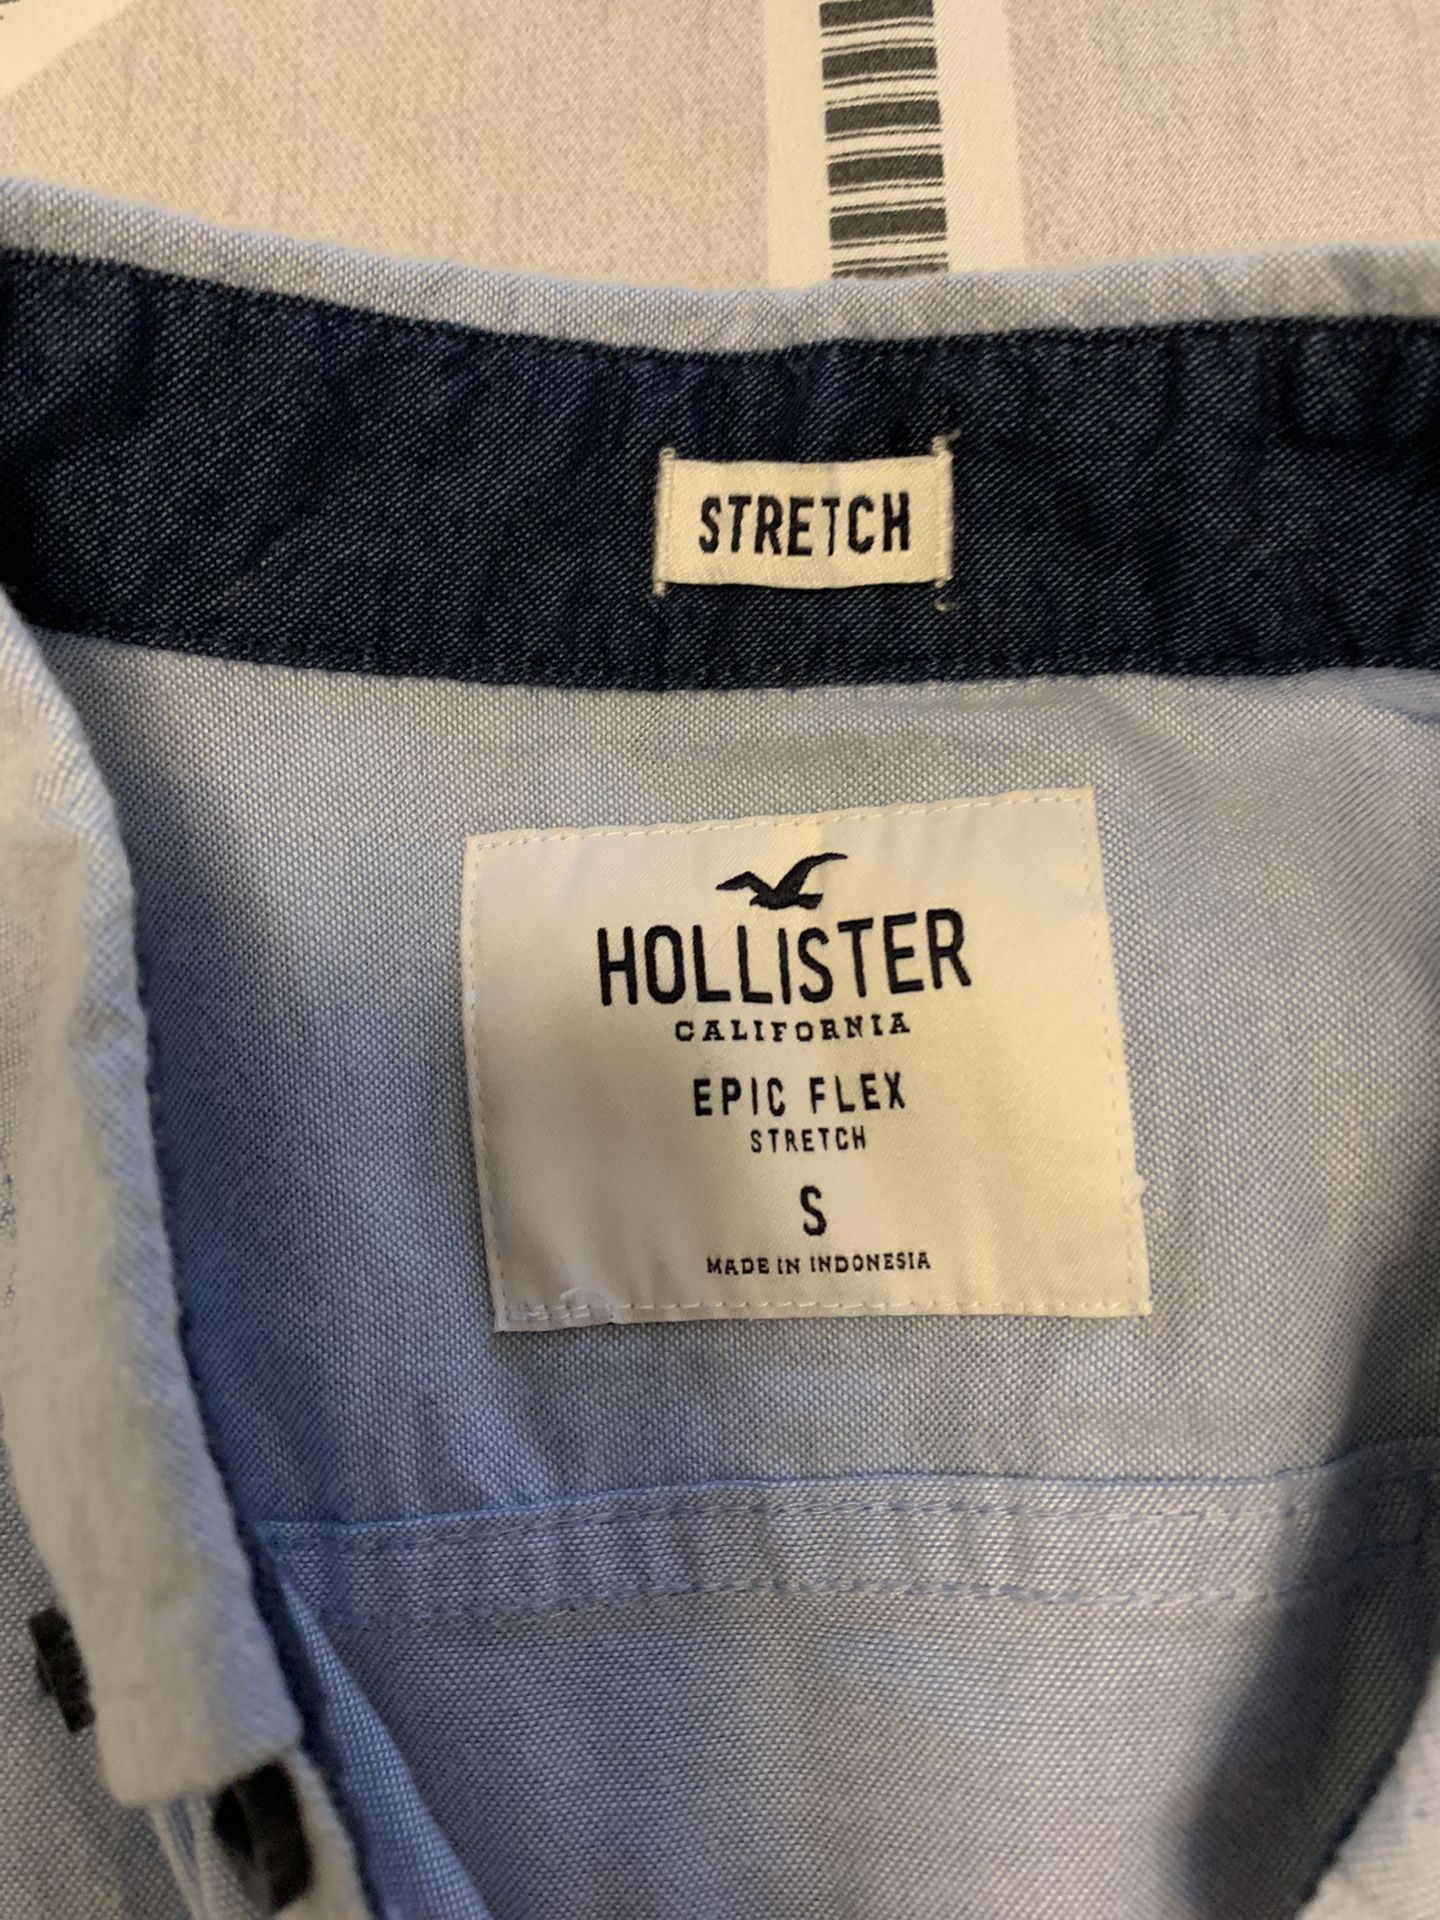 STRETCH
HOLLISTER
CALIFORNIA
EPIC FLEX
STRETCH
S
MADE IN INDONESIA